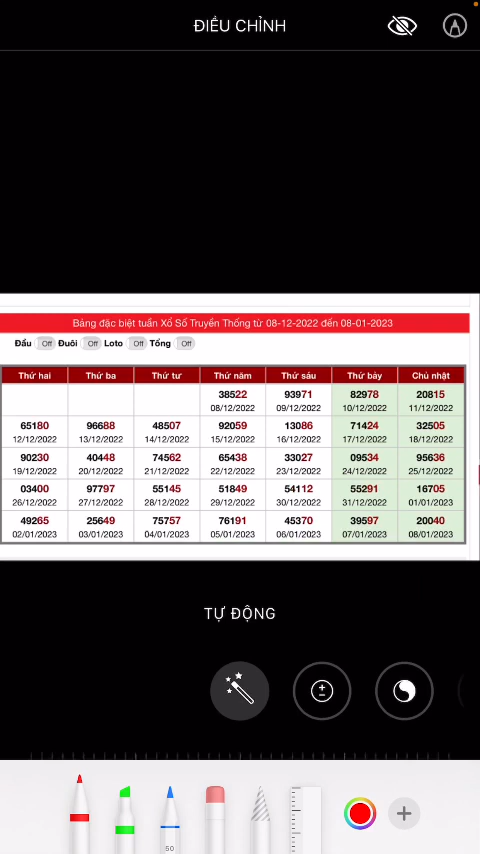 ĐIỀU CHỈNH
Bảng đặc biệt tuần Xổ Số Truyền Thống từ 08-12-2022 đến 08-01-2023
Đầu Off Đuôi Off Loto Off Tổng Off
Thứ hai Thứ ba Thứ tư Thứ năm Thứ sáu Thứ bảy Chủ nhật
38522 93971 82978 20815
08/12/2022 09/12/2022 10/12/2022 11/12/2022
65180 96688 48507 92059 13086 71424 32505
12/12/2022 13/12/2022 14/12/2022 15/12/2022 16/12/2022 17/12/2022 18/12/2022
90230 40448 74562 65438 33027 09534 95636
19/12/2022 20/12/2022 21/12/2022 22/12/2022 23/12/2022 24/12/2022 25/12/2022
03400 97797 55145 51849 54112 55291 16705
26/12/2022 27/12/2022 28/12/2022 29/12/2022 30/12/2022 31/12/2022 01/01/2023
49265 25649 75757 76191 45370 39597 20040
02/01/2023 03/01/2023 04/01/2023 05/01/2023 06/01/2023 07/01/2023 08/01/2023
TỰ ĐỘNG
50